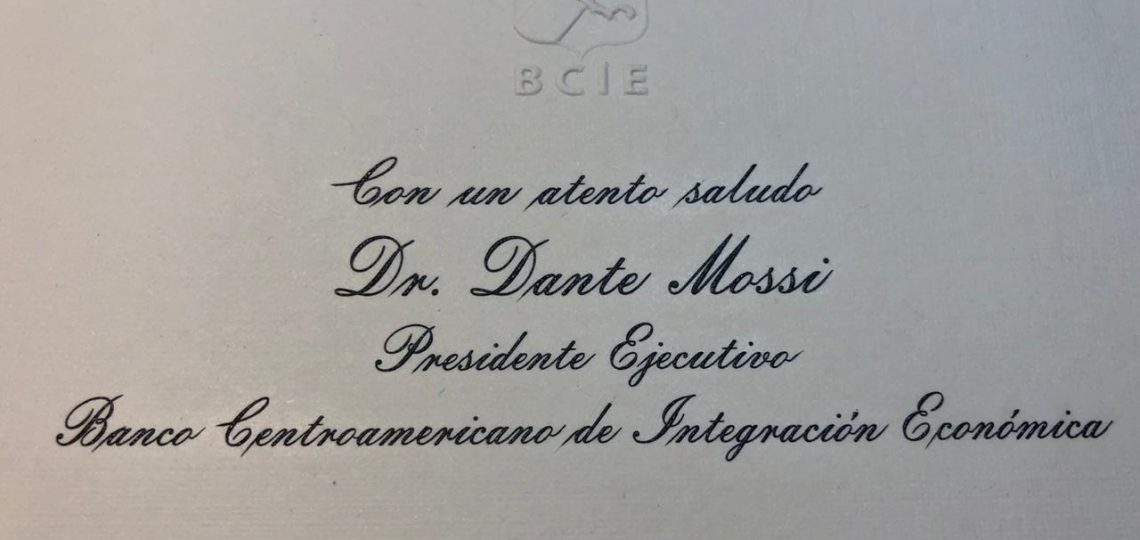 BCIE
Con un atento saludo
Dr. Dante Mossi
Presidente Ejecutivo
Banco Centroamericano de Integración Económica